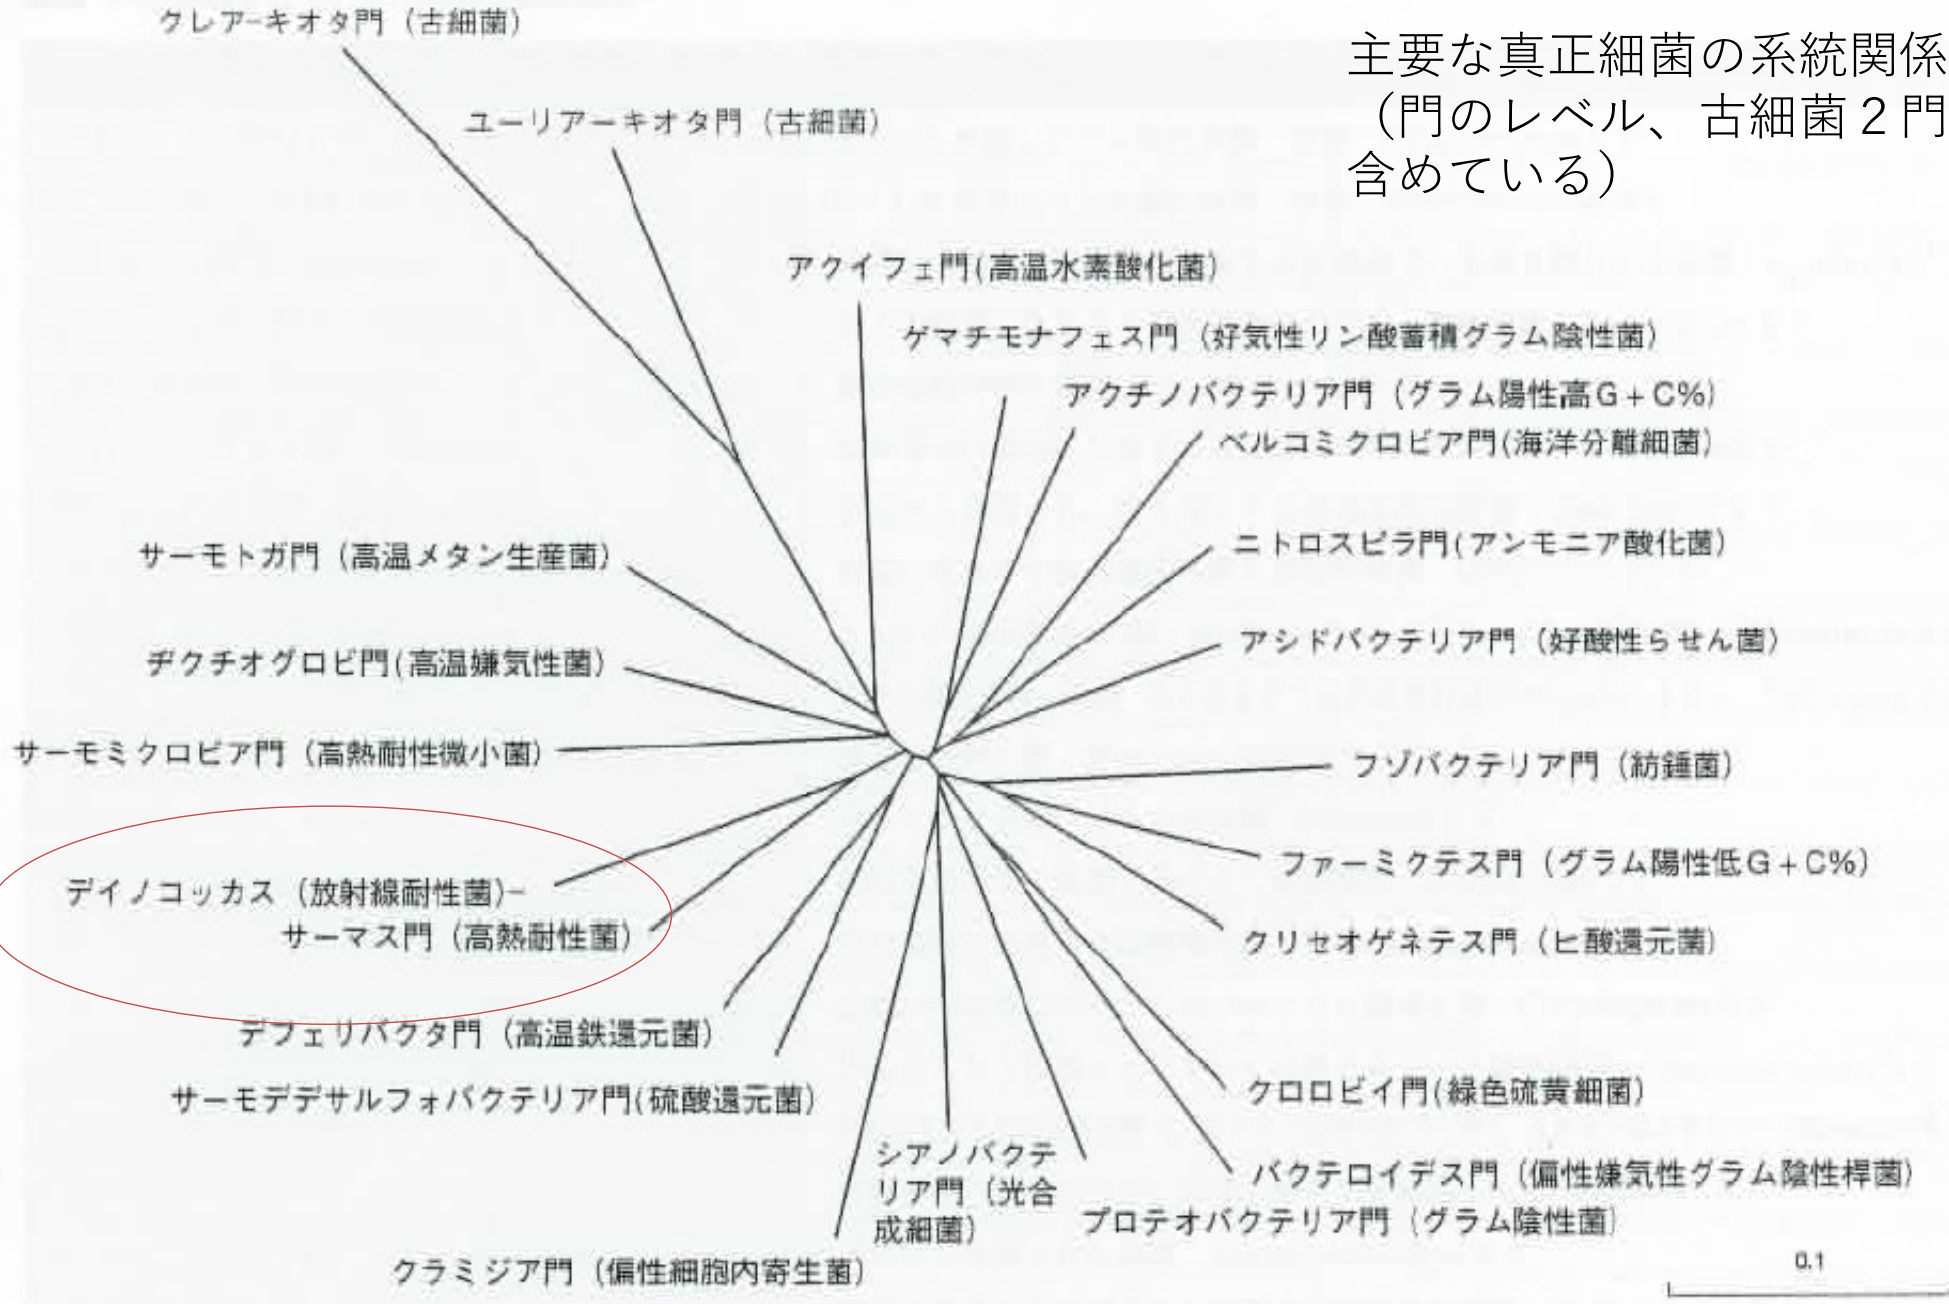 クレアーキオタ門（古細菌）
主要な真正細菌の系統関係
（門のレベル、古細菌２門
含めている）
ユーリアーキオタ門（古細菌）
アクイフェ門(高温水素酸化菌)
ゲマチモナフェス門（好気性リン酸蓄積グラム陰性菌）
アクチノバクテリア門（グラム陽性高G＋C%）
ベルコミクロビア門(海洋分離細菌)
ニトロスピラ門(アンモニア酸化菌)
サーモトガ門（高温メタン生産菌）
アシドバクテリア門（好酸性らせん菌）
ヂクチオグロビ門(高温嫌気性菌)
サーモミクロビア門（高熱耐性微小菌）
フゾバクテリア門（紡錘菌）
ファーミクテス門（グラム陽性低G＋C%）
デイノコッカス（放射線耐性菌)−
サーマス門（高熱耐性菌）
クリセオゲネテス門（ヒ酸還元菌）
デフェリバクタ門（高温鉄還元菌）
サーモデデサルフォバクテリア門(硫酸還元菌）
クロロビイ門(緑色硫黄細菌）
シアノバクテ
リア門（光合
成細菌）
バクテロイデス門（偏性嫌気性グラム陰性桿菌）
プロテオバクテリア門（グラム陰性菌）
クラミジア門（偏性細胞内寄生菌）
0.1